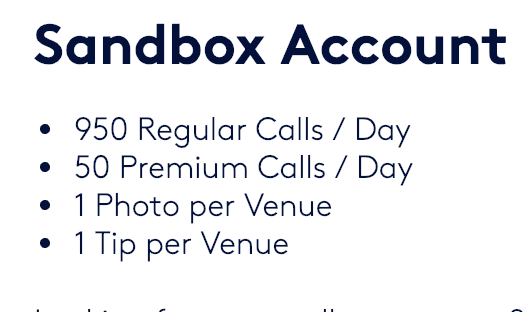 Sandbox Account
• 950 Regular Calls / Day
• 50 Premium Calls / Day
• 1 Photo per Venue
• 1 Tip per Venue